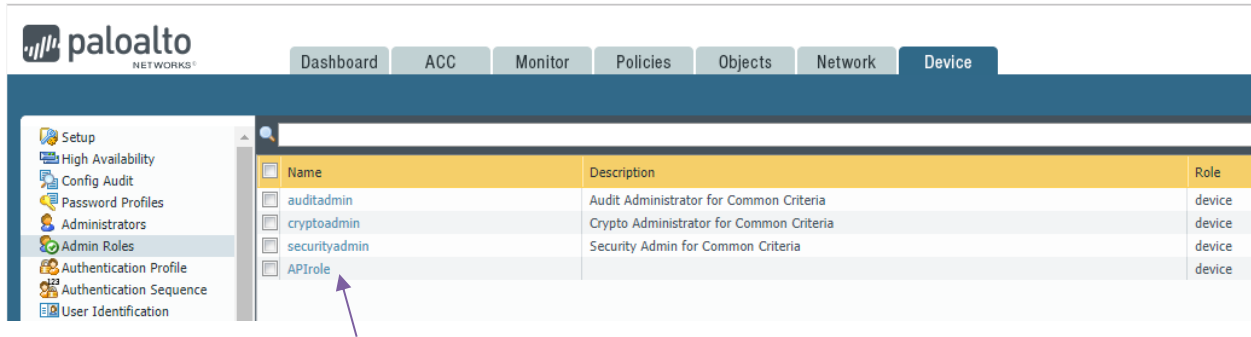 paloalto
NETWORKS®
Dashboard ACC Monitor Policies Objects Network Device
Setup
High Availability
Config Audit
Password Profiles
Administrators
Admin Roles
Authentication Profile
123
Authentication Sequence
User Identification
Name Description Role
auditadmin Audit Administrator for Common Criteria device
cryptoadmin Crypto Administrator for Common Criteria device
securityadmin Security Admin for Common Criteria device
APIrole device